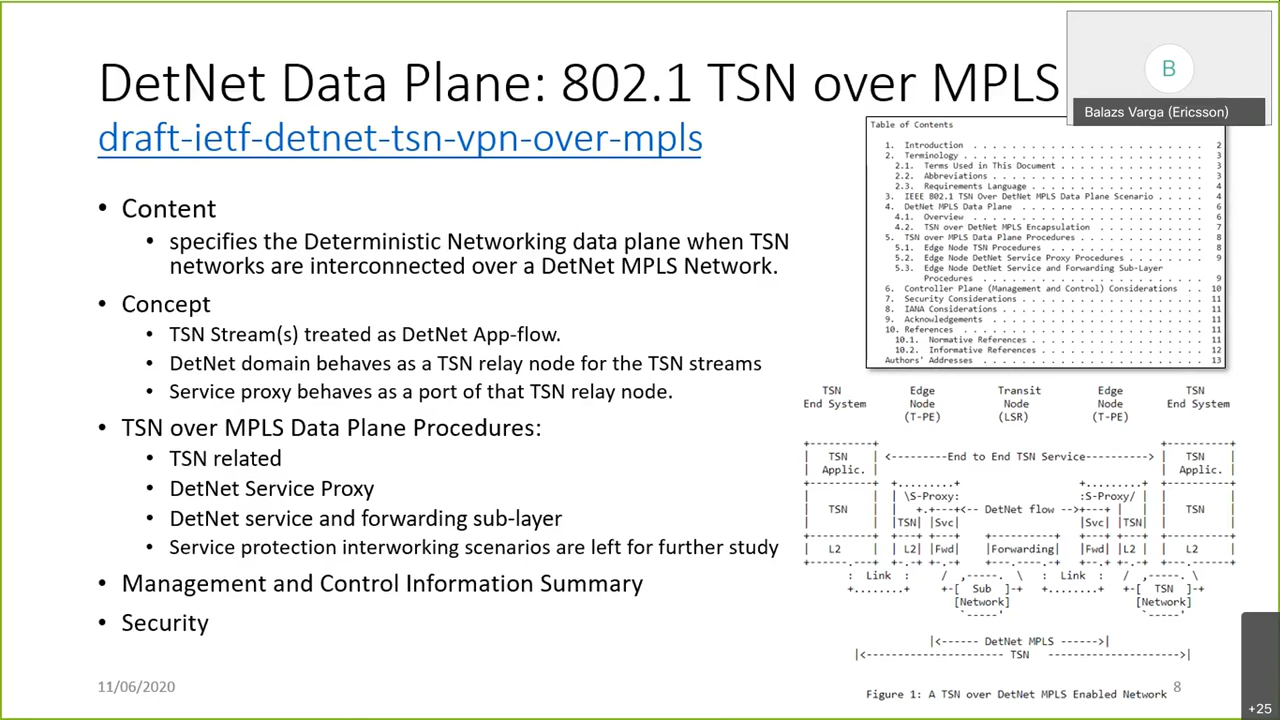 DetNet Data Plane: 802.1 TSN over MPLS
draft-ietf-detnet-tsn-vpn-over-mpls
B
Balazs Varga (Ericsson)
• Content
• specifies the Deterministic Networking data plane when TSN
networks are interconnected over a DetNet MPLS Network.
• Concept
• TSN Stream(s) treated as DetNet App-flow.
• DetNet domain behaves as a TSN relay node for the TSN streams
• Service proxy behaves as a port of that TSN relay node.
• TSN over MPLS Data Plane Procedures:
• TSN related
• DetNet Service Proxy
• DetNet service and forwarding sub-layer
• Service protection interworking scenarios are left for further study
• Management and Control Information Summary
• Security
Table of Contents
1. Introduction . . . . . . . . . . . . . . . . . . . . . . . . 2
2. Terminology . . . . . . . . . . . . . . . . . . . . . . . . . 3
2.1. Terms Used in This Document . . . . . . . . . . . . . . . 3
2.2. Abbreviations . . . . . . . . . . . . . . . . . . . . . . 3
2.3. Requirements Language . . . . . . . . . . . . . . . . . . 4
3. IEEE 802.1 TSN Over DetNet MPLS Data Plane Scenario . . . . . 4
4. DetNet MPLS Data Plane . . . . . . . . . . . . . . . . . . . 6
4.1. Overview . . . . . . . . . . . . . . . . . . . . . . . . 6
4.2. TSN over DetNet MPLS Encapsulation . . . . . . . . . . . 7
5. TSN over MPLS Data Plane Procedures . . . . . . . . . . . . . 8
5.1. Edge Node TSN Procedures . . . . . . . . . . . . . . . . 8
5.2. Edge Node DetNet Service Proxy Procedures . . . . . . . . 9
5.3. Edge Node DetNet Service and Forwarding Sub-Layer
Procedures . . . . . . . . . . . . . . . . . . . . . . . 9
6. Controller Plane (Management and Control) Considerations . . 10
7. Security Considerations . . . . . . . . . . . . . . . . . . . 11
8. IANA Considerations . . . . . . . . . . . . . . . . . . . . . 11
9. Acknowledgements . . . . . . . . . . . . . . . . . . . . . . 11
10. References . . . . . . . . . . . . . . . . . . . . . . . . . 11
10.1. Normative References . . . . . . . . . . . . . . . . . . 11
10.2. Informative References . . . . . . . . . . . . . . . . . 12
Authors' Addresses . . . . . . . . . . . . . . . . . . . . . . . 13
TSN Edge Transit Edge TSN
End System Node Node Node End System
(T-PE) (LSR) (T-PE)
+---------+ +---------+
| TSN | <---------End to End TSN Service----------> | TSN |
| Applic. | | Applic. |
+---------+ +.........+ +.........+ +---------+
| | | \S-Proxy: :S-Proxy/ | | |
| TSN | | +.+---+<-- DetNet flow -->+---+ | | | TSN |
| | |TSN| |Svc| |Svc| |TSN| | |
+---------+ +---+ +---+ +----------+ +---+ +---+ +---------+
| L2 | | L2| |Fwd| |Forwarding| |Fwd| |L2 | | L2 |
+------.--+ +-.-+ +-.-+ +---.----.-+ +-.-+ +-.-+ +---.-----+
: Link : / ,-----. \ : Link : / ,-----. \
+........+ +-[ Sub ]-+ +........+ +-[ TSN ]-+
[Network] [Network]
`-----' `-----'
|<------ DetNet MPLS ------>|
|<---------------------- TSN --------------------->|
Figure 1: A TSN over DetNet MPLS Enabled Network
11/06/2020
8
+25